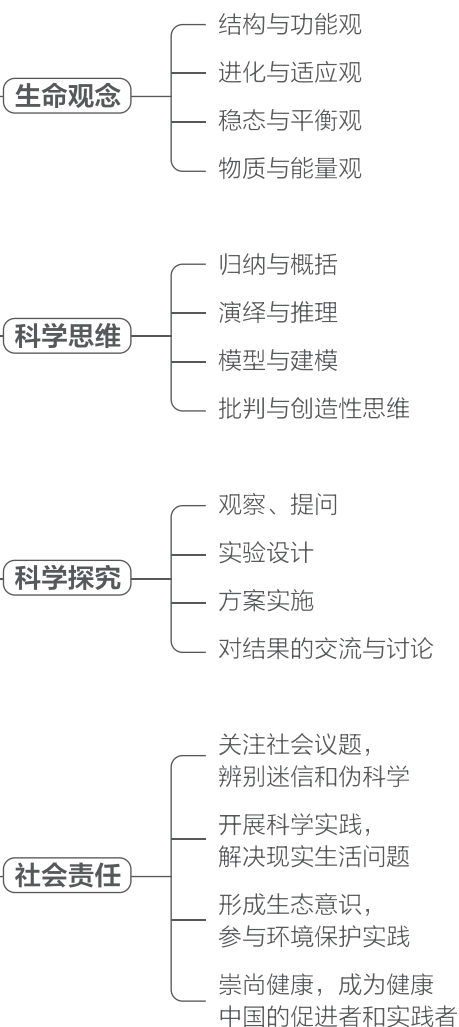 生命观念
结构与功能观
进化与适应观
稳态与平衡观
物质与能量观
科学思维
归纳与概括
演绎与推理
模型与建模
批判与创造性思维
科学探究
观察、提问
实验设计
方案实施
对结果的交流与讨论
社会责任
关注社会议题，
辨别迷信和伪科学
开展科学实践，
解决现实生活问题
形成生态意识，
参与环境保护实践
崇尚健康，成为健康
中国的促进者和实践者